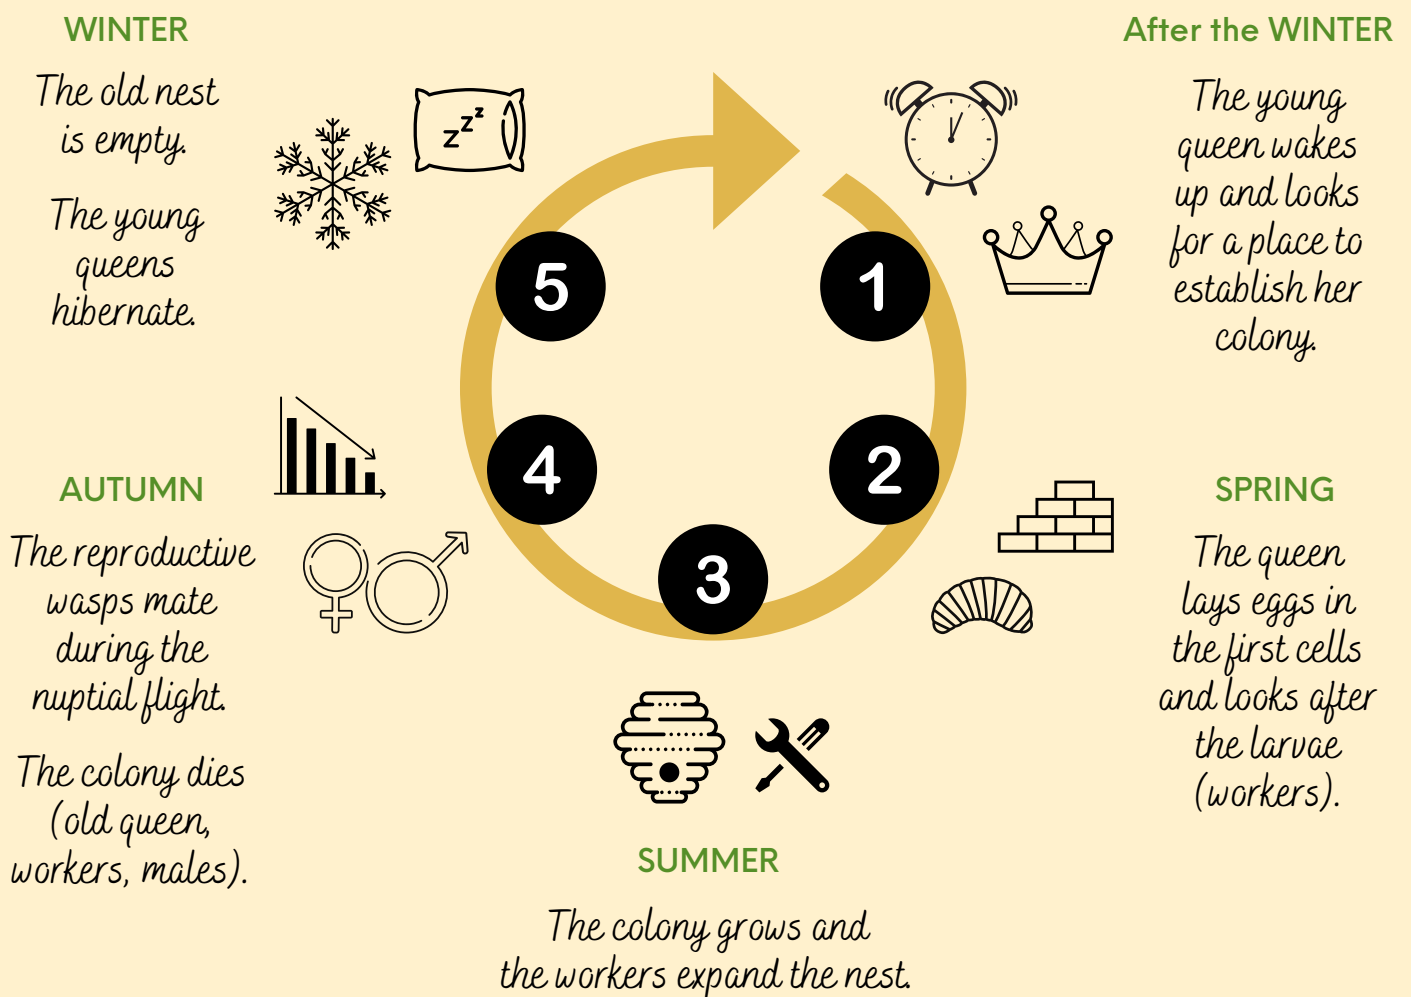 WINTER
The old nest
is empty.
The young
queens
hibernate.
zzz
After the WINTER
The young
queen wakes
up and looks
for a place to
establish her
colony.
5
1
4
2
3
AUTUMN
The reproductive
wasps mate
during the
nuptial flight.
The colony dies
(old queen,
workers, males).
SPRING
The queen
lays eggs in
the first cells
and looks after
the larvae
(workers).
SUMMER
The colony grows and
the workers expand the nest.